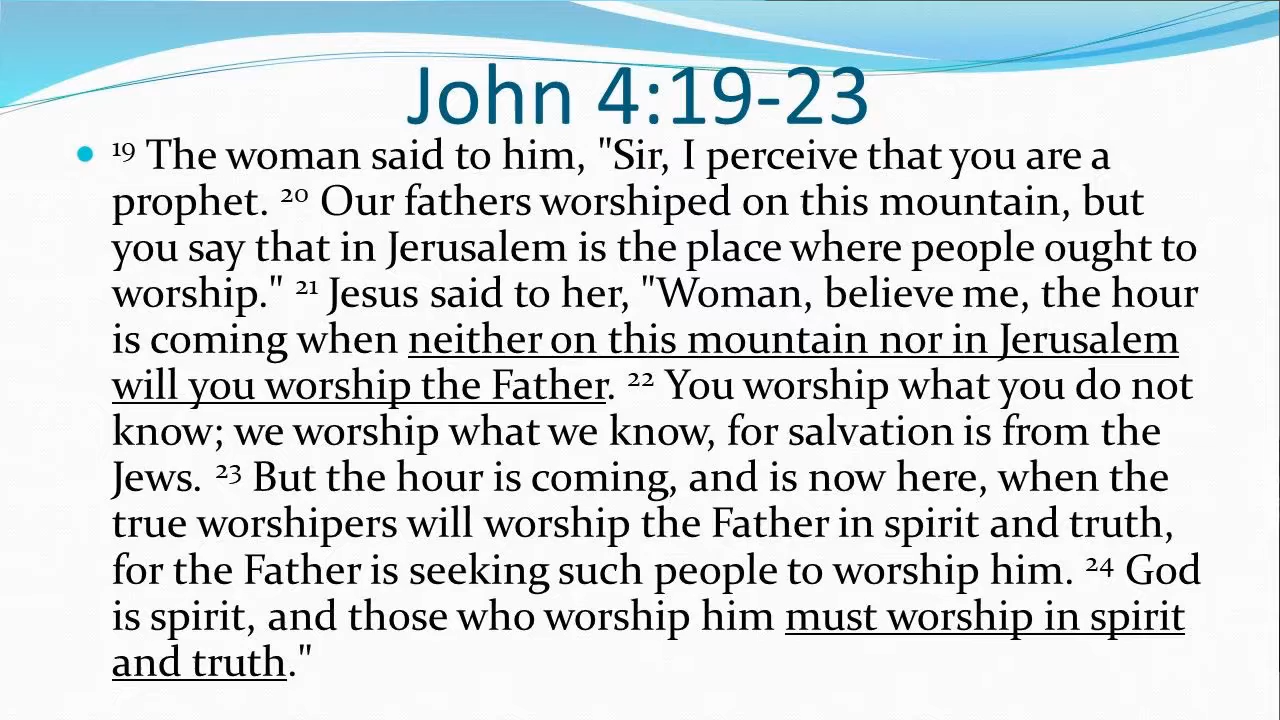 John 4:19-23
• 19 The woman said to him, "Sir, I perceive that you are a
prophet. 20 Our fathers worshiped on this mountain, but
you say that in Jerusalem is the place where people ought to
worship." 21 Jesus said to her, "Woman, believe me, the hour
is coming when neither on this mountain nor in Jerusalem
will you worship the Father. 22 You worship what you do not
know; we worship what we know, for salvation is from the
Jews. 23 But the hour is coming, and is now here, when the
true worshipers will worship the Father in spirit and truth,
for the Father is seeking such people to worship him. 24 God
is spirit, and those who worship him must worship in spirit
and truth."